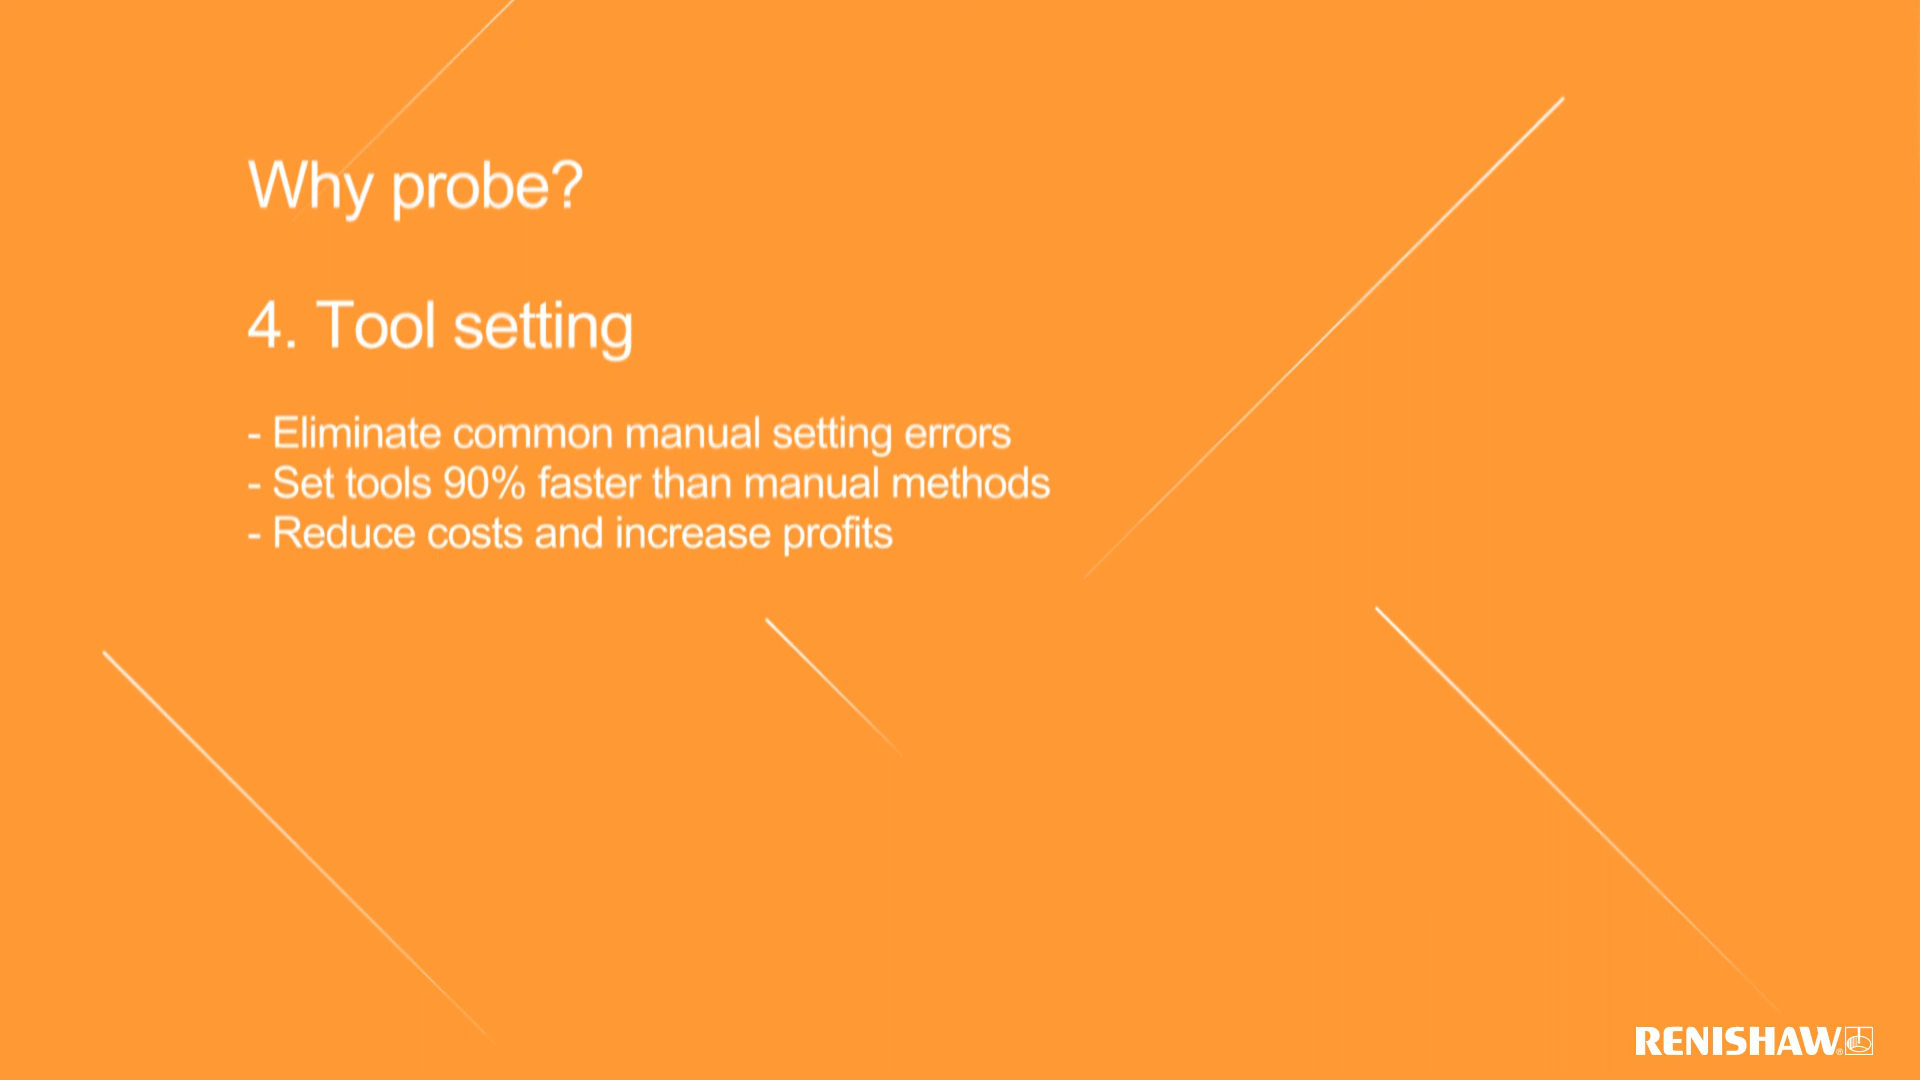 Why probe?
4. Tool setting
- Eliminate common manual setting errors
- Set tools 90% faster than manual methods
- Reduce costs and increase profits
RENISHAW®